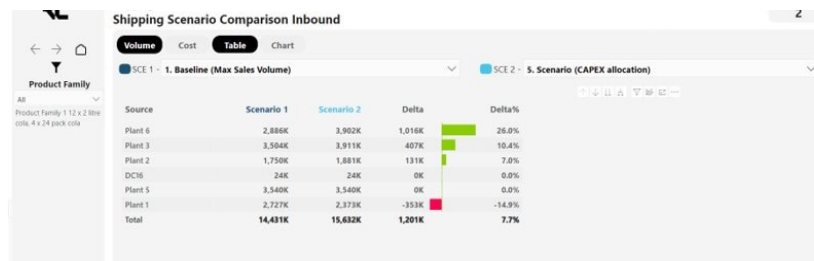 Shipping Scenario Comparison Inbound
2
Volume Cost Table Chart
SCE 1 - 1. Baseline (Max Sales Volume) SCE 2 - 5. Scenario (CAPEX allocation)
Product Family
All
Product Family 1 12 x 2 litre
cola, 4 x 24 pack cola
Source Scenario 1 Scenario 2 Delta Delta%
Plant 6 2,886K 3,902K 1,016K 26.0%
Plant 3 3,504K 3,911K 407K 10.4%
Plant 2 1,750K 1,881K 131K 7.0%
DC16 24K 24K 0K 0.0%
Plant 5 3,540K 3,540K 0K 0.0%
Plant 1 2,727K 2,373K -353K -14.9%
Total 14,431K 15,632K 1,201K 7.7%